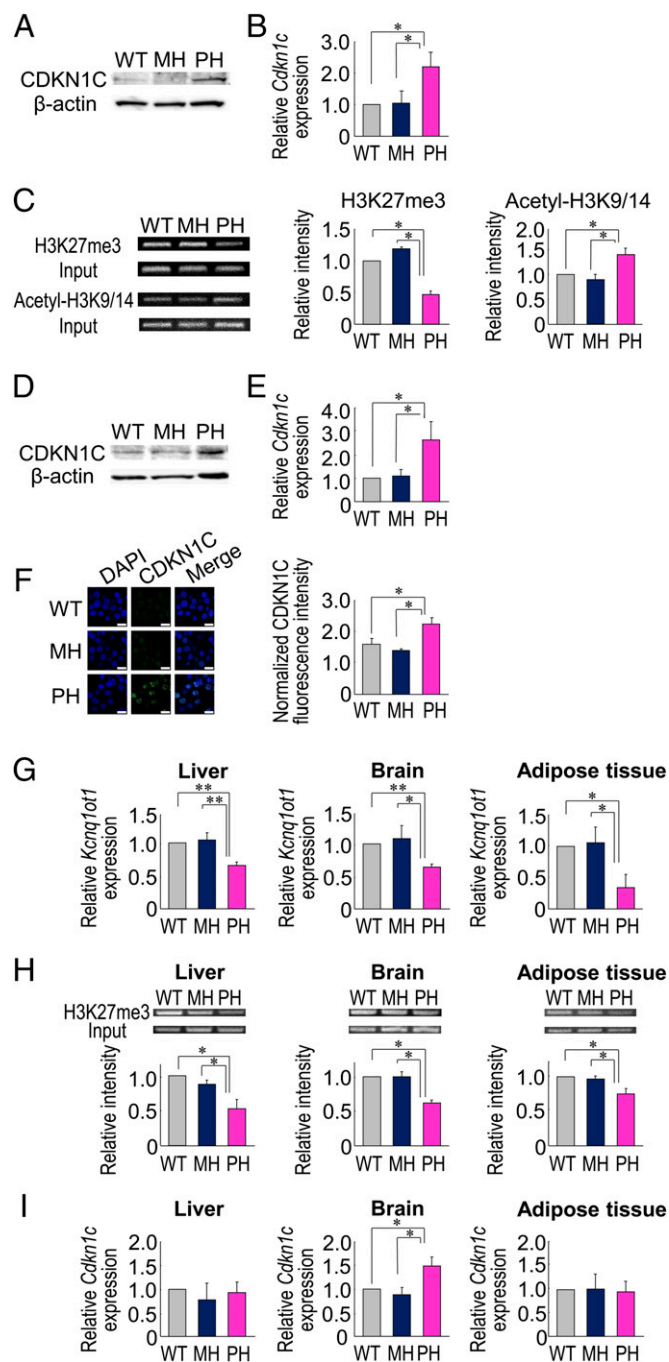 A
WT MH PH
CDKN1C
β-actin
B
Relative Cdkn1c
expression
3.0
2.0
1.0
0
*
*
WT MH PH
C
WT MH PH
H3K27me3
Input
Acetyl-H3K9/14
Input
H3K27me3
Relative intensity
1.5
1.0
0.5
0
*
*
WT MH PH
Acetyl-H3K9/14
Relative intensity
2.0
1.5
1.0
0.5
0
*
*
WT MH PH
D
WT MH PH
CDKN1C
β-actin
E
Relative Cdkn1c
expression
4.0
3.0
2.0
1.0
0
*
*
WT MH PH
F
DAPI CDKN1C Merge
WT
MH
PH
Normalized CDKN1C
fluorescence intensity
3.0
2.0
1.0
0
*
*
WT MH PH
G
Liver
Relative Kcnq1ot1
expression
1.5
1.0
0.5
0
**
**
WT MH PH
Brain
Relative Kcnq1ot1
expression
1.5
1.0
0.5
0
**
*
WT MH PH
Adipose tissue
Relative Kcnq1ot1
expression
1.5
1.0
0.5
0
*
*
WT MH PH
H
Liver
WT MH PH
H3K27me3
Input
Relative intensity
1.0
0.5
0
*
*
WT MH PH
Brain
WT MH PH
Relative intensity
1.0
0.5
0
*
*
WT MH PH
Adipose tissue
WT MH PH
Relative intensity
1.0
0.5
0
*
*
WT MH PH
I
Liver
Relative Cdkn1c
expression
2.0
1.5
1.0
0.5
0
WT MH PH
Brain
Relative Cdkn1c
expression
2.0
1.5
1.0
0.5
0
*
*
WT MH PH
Adipose tissue
Relative Cdkn1c
expression
2.0
1.5
1.0
0.5
0
WT MH PH